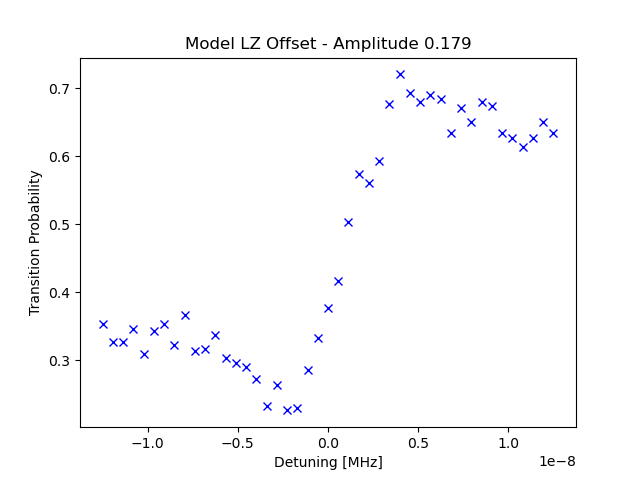 Model LZ Offset - Amplitude 0.179
Transition Probability
0.7
0.6
0.5
0.4
0.3
−1.0 −0.5 0.0 0.5 1.0
1e−8
Detuning [MHz]